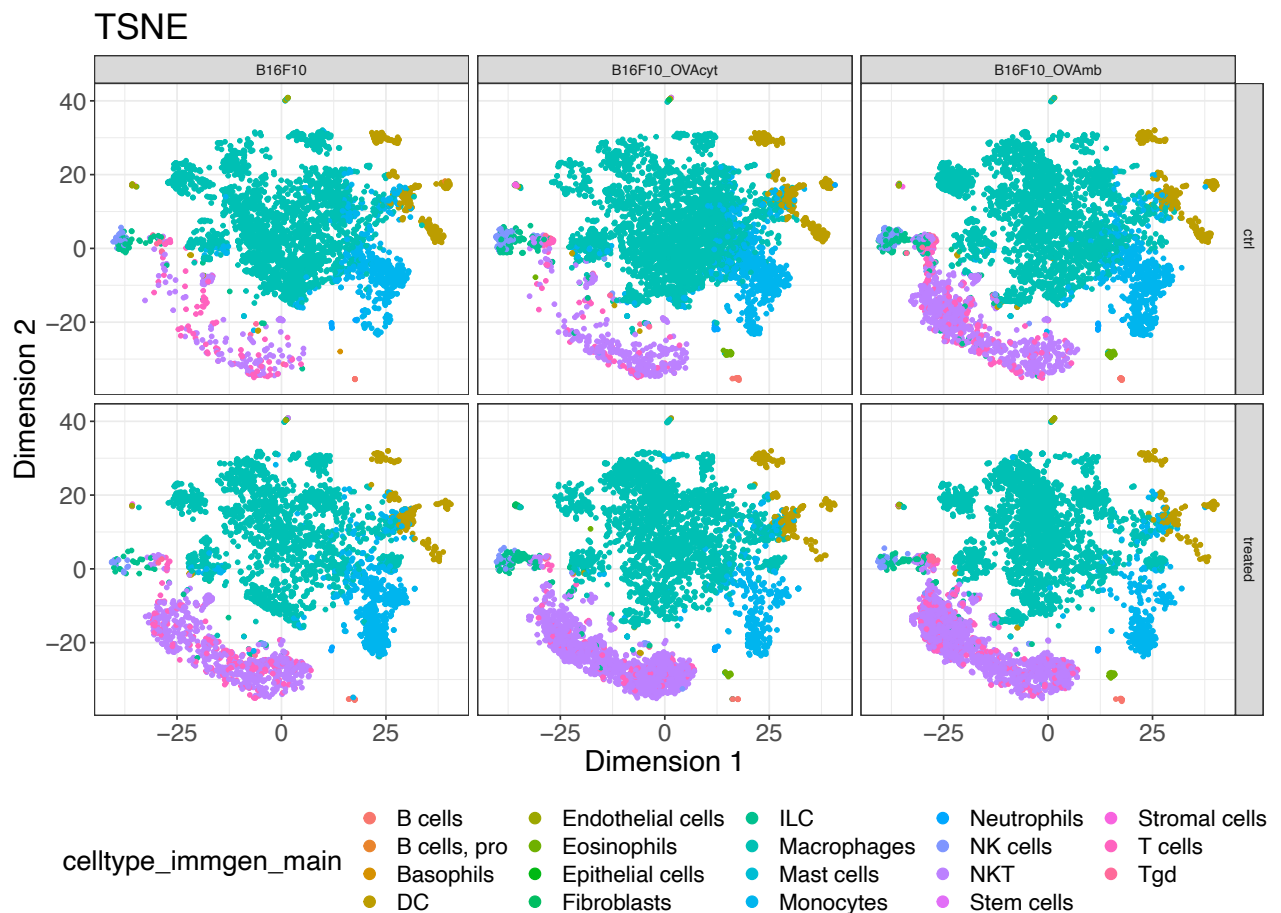 TSNE
B16F10 B16F10_OVAcyt B16F10_OVAmb
40
20
0
−20
ctrl
40
20
0
−20
treated
Dimension 2
−25 0 25 −25 0 25 −25 0 25
Dimension 1
celltype_immgen_main
B cells Endothelial cells ILC Neutrophils Stromal cells
B cells, pro Eosinophils Macrophages NK cells T cells
Basophils Epithelial cells Mast cells NKT Tgd
DC Fibroblasts Monocytes Stem cells